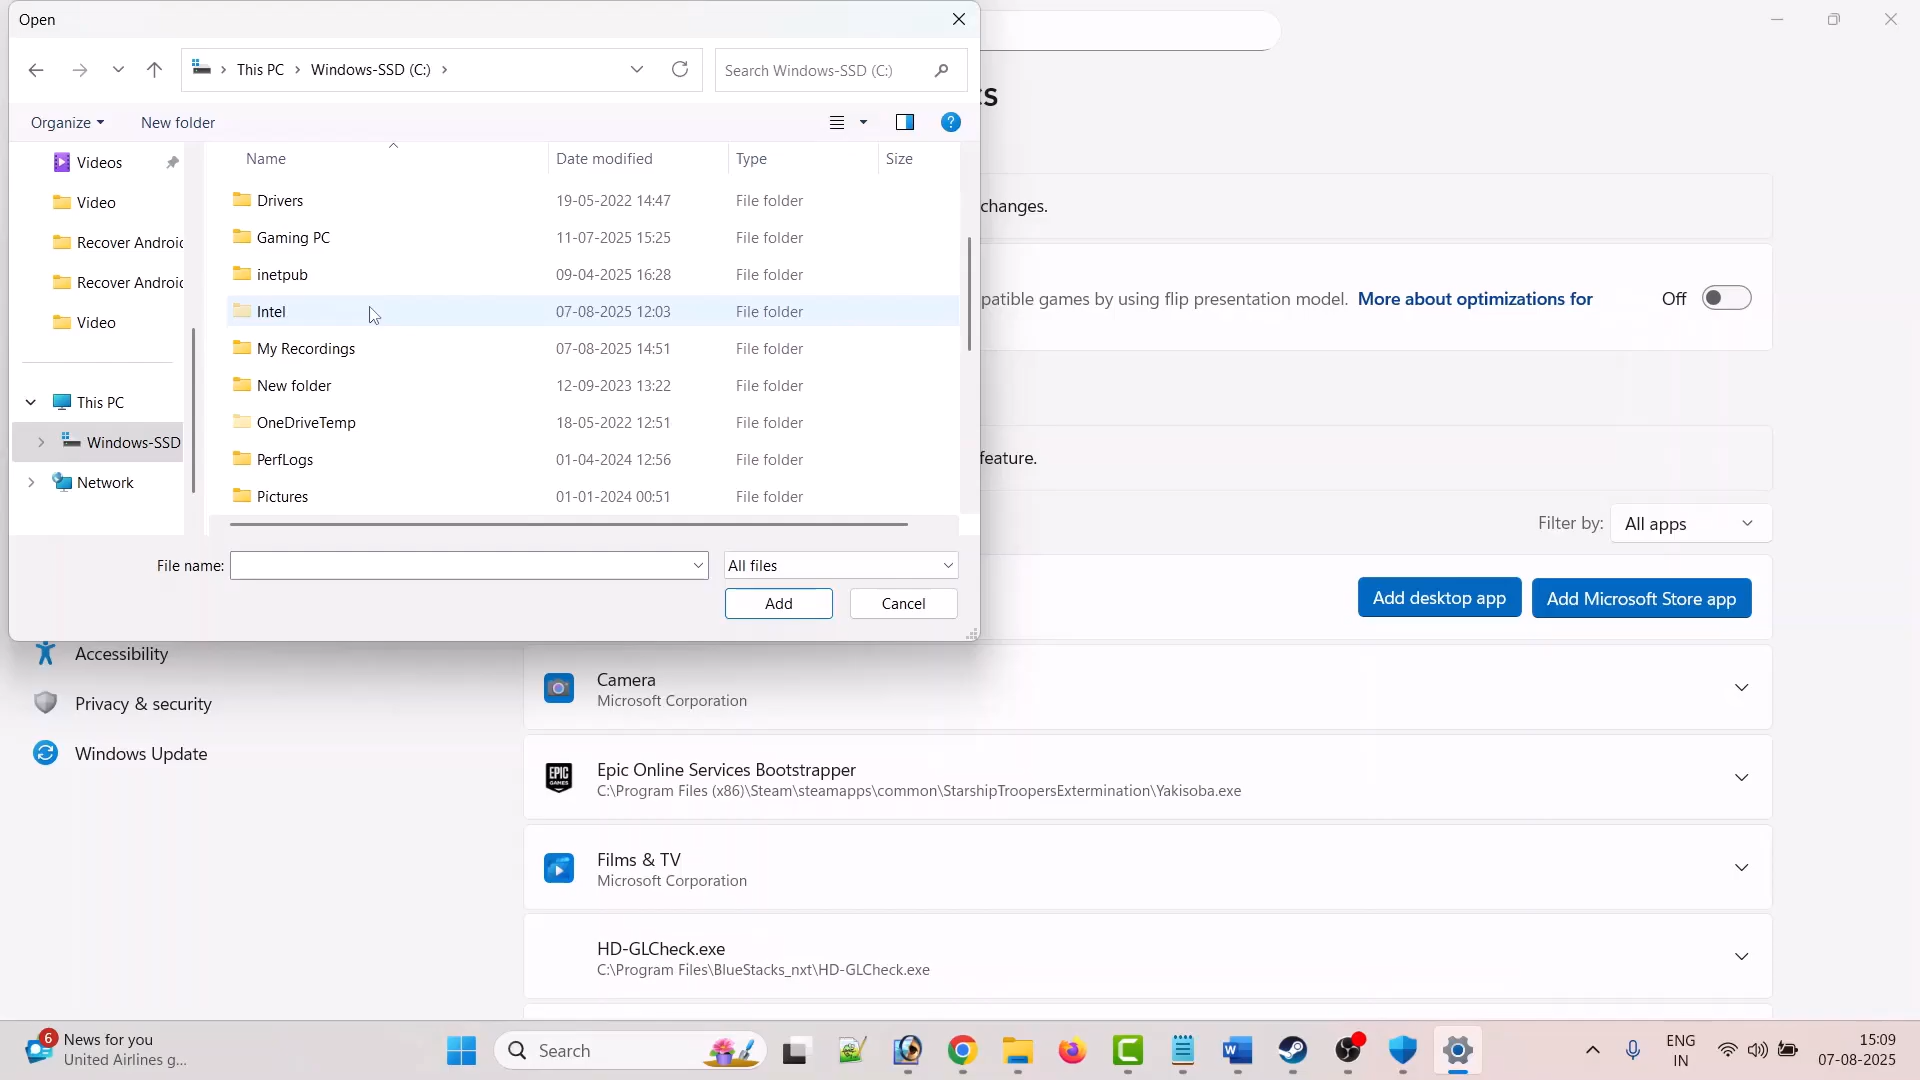 Open
This PC
Windows-SSD (C:)
Search Windows-SSD (C:)
Organize
New folder
Videos
Video
Recover Android
Recover Android
Video
This PC
Windows-SSD
Network
Name
Date modified
Type
Size
Drivers
19-05-2022 14:47
File folder
Gaming PC
11-07-2025 15:25
File folder
inetpub
09-04-2025 16:28
File folder
Intel
07-08-2025 12:03
File folder
My Recordings
07-08-2025 14:51
File folder
New folder
12-09-2023 13:22
File folder
OneDriveTemp
18-05-2022 12:51
File folder
PerfLogs
01-04-2024 12:56
File folder
Pictures
01-01-2024 00:51
File folder
File name:
All files
Add
Cancel
cs
changes.
patible games by using flip presentation model. More about optimizations for
Off
feature.
Filter by:
All apps
Add desktop app
Add Microsoft Store app
Accessibility
Privacy & security
Windows Update
Camera
Microsoft Corporation
Epic Online Services Bootstrapper
C:\Program Files (x86)\Steam\steamapps\common\StarshipTroopersExtermination\Yakisoba.exe
EPIC
GAMES
Films & TV
Microsoft Corporation
HD-GLCheck.exe
C:\Program Files\BlueStacks_nxt\HD-GLCheck.exe
6
News for you
United Airlines g...
Search
ENG
IN
15:09
07-08-2025